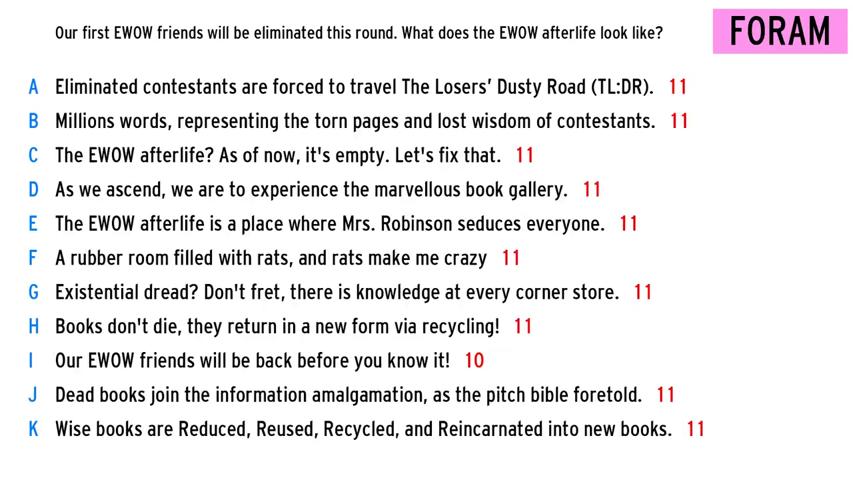 Our first EWOW friends will be eliminated this round. What does the EWOW afterlife look like?
FORAM
A Eliminated contestants are forced to travel The Losers' Dusty Road (TL:DR). 11
B Millions words, representing the torn pages and lost wisdom of contestants. 11
C The EWOW afterlife? As of now, it's empty. Let's fix that. 11
D As we ascend, we are to experience the marvellous book gallery. 11
E The EWOW afterlife is a place where Mrs. Robinson seduces everyone. 11
F A rubber room filled with rats, and rats make me crazy 11
G Existential dread? Don't fret, there is knowledge at every corner store. 11
H Books don't die, they return in a new form via recycling! 11
I Our EWOW friends will be back before you know it! 10
J Dead books join the information amalgamation, as the pitch bible foretold. 11
K Wise books are Reduced, Reused, Recycled, and Reincarnated into new books. 11